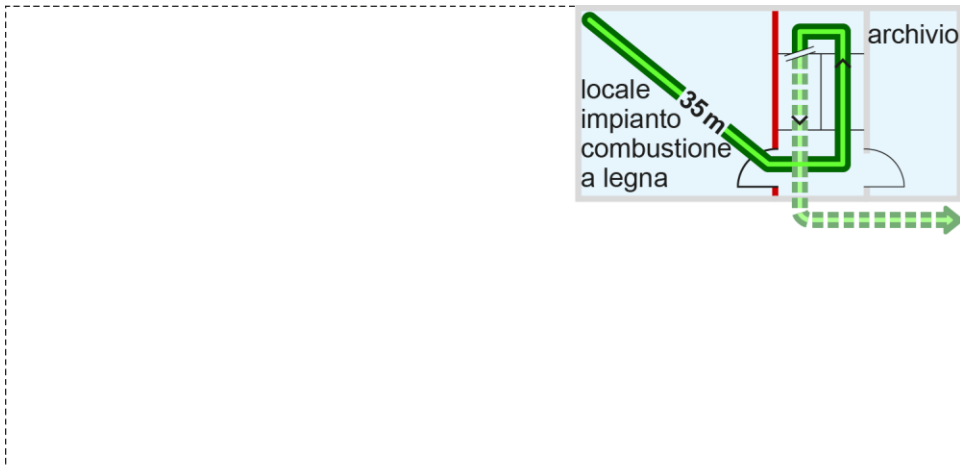 archivio
locale
impianto
combustione
a legna
35 m